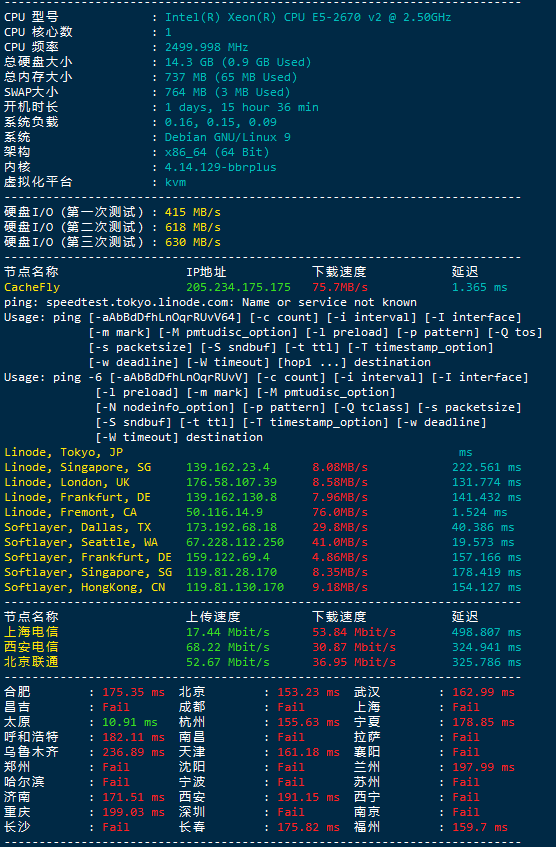 CPU 型号 : Intel(R) Xeon(R) CPU E5-2670 v2 @ 2.50GHz
CPU 核心数 : 1
CPU 频率 : 2499.998 MHz
总硬盘大小 : 14.3 GB (0.9 GB Used)
总内存大小 : 737 MB (65 MB Used)
SWAP大小 : 764 MB (3 MB Used)
开机时长 : 1 days, 15 hour 36 min
系统负载 : 0.16, 0.15, 0.09
系统 : Debian GNU/Linux 9
架构 : x86_64 (64 Bit)
内核 : 4.14.129-bbrplus
虚拟化平台 : kvm
硬盘I/O (第一次测试) : 415 MB/s
硬盘I/O (第二次测试) : 618 MB/s
硬盘I/O (第三次测试) : 630 MB/s
节点名称 IP地址 下载速度 延迟
CacheFly 205.234.175.175 75.7MB/s 1.365 ms
ping: speedtest.tokyo.linode.com: Name or service not known
Usage: ping [-aAbBdDfhLnOqrRUvV64] [-c count] [-i interval] [-I interface]
[-m mark] [-M pmtudisc_option] [-l preload] [-p pattern] [-Q tos]
[-s packetsize] [-S sndbuf] [-t ttl] [-T timestamp_option]
[-w deadline] [-W timeout] [hop1 ...] destination
Usage: ping -6 [-aAbBdDfhLnOqrRUvV] [-c count] [-i interval] [-I interface]
[-l preload] [-m mark] [-M pmtudisc_option]
[-N nodeinfo_option] [-p pattern] [-Q tclass] [-s packetsize]
[-S sndbuf] [-t ttl] [-T timestamp_option] [-w deadline]
[-W timeout] destination
Linode, Tokyo, JP ms
Linode, Singapore, SG 139.162.23.4 8.08MB/s 222.561 ms
Linode, London, UK 176.58.107.39 8.58MB/s 131.774 ms
Linode, Frankfurt, DE 139.162.130.8 7.96MB/s 141.432 ms
Linode, Fremont, CA 50.116.14.9 76.0MB/s 1.524 ms
Softlayer, Dallas, TX 173.192.68.18 29.8MB/s 40.386 ms
Softlayer, Seattle, WA 67.228.112.250 41.0MB/s 19.573 ms
Softlayer, Frankfurt, DE 159.122.69.4 4.86MB/s 157.166 ms
Softlayer, Singapore, SG 119.81.28.170 8.35MB/s 178.419 ms
Softlayer, HongKong, CN 119.81.130.170 9.18MB/s 154.127 ms
节点名称 上传速度 下载速度 延迟
上海电信 17.44 Mbit/s 53.84 Mbit/s 498.807 ms
西安电信 68.22 Mbit/s 30.87 Mbit/s 324.941 ms
北京联通 52.67 Mbit/s 36.95 Mbit/s 325.786 ms
合肥 : 175.35 ms 北京 : 153.23 ms 武汉 : 162.99 ms
昌吉 : Fail 成都 : Fail 上海 : Fail
太原 : 10.91 ms 杭州 : 155.63 ms 宁夏 : 178.85 ms
呼和浩特 : 182.11 ms 南昌 : Fail 拉萨 : Fail
乌鲁木齐 : 236.89 ms 天津 : 161.18 ms 襄阳 : Fail
郑州 : Fail 沈阳 : Fail 兰州 : 197.99 ms
哈尔滨 : Fail 宁波 : Fail 苏州 : Fail
济南 : 171.51 ms 西安 : 191.15 ms 西宁 : Fail
重庆 : 199.03 ms 深圳 : Fail 南京 : Fail
长沙 : Fail 长春 : 175.82 ms 福州 : 159.7 ms